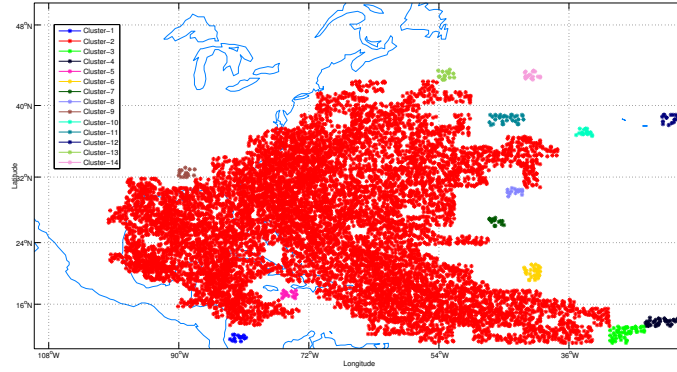 48°N
40°N
32°N
24°N
16°N
Latitude
Cluster−1
Cluster−2
Cluster−3
Cluster−4
Cluster−5
Cluster−6
Cluster−7
Cluster−8
Cluster−9
Cluster−10
Cluster−11
Cluster−12
Cluster−13
Cluster−14
108°W
90°W
72°W
54°W
36°W
Longitude